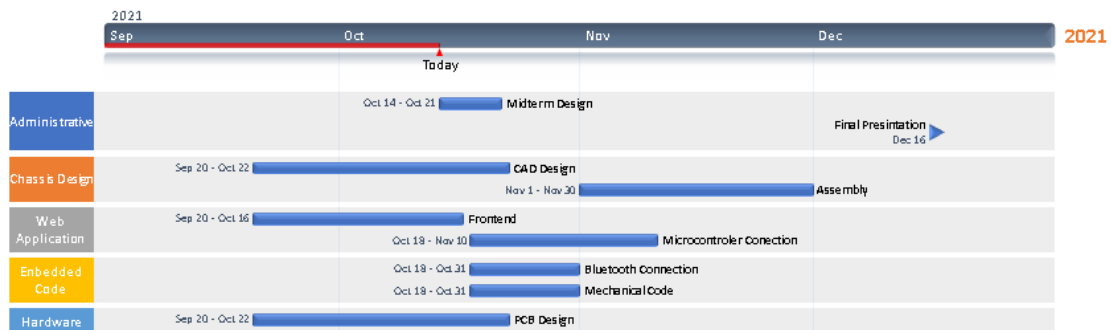 2021
Sep Oct Nov Dec 2021
Today
Administrative
Oct 14 - Oct 21 Midterm Design
Final Presintation
Dec 16
Chassis Design
Sep 20 - Oct 22 CAD Design
Nov 1 - Nov 30 Assembly
Web
Application
Sep 20 - Oct 16 Frontend
Oct 18 - Nov 10 Microcontroler Conection
Enbedded
Code
Oct 18 - Oct 31 Bluetooth Connection
Oct 18 - Oct 31 Mechanical Code
Hardware
Sep 20 - Oct 22 PCB Design